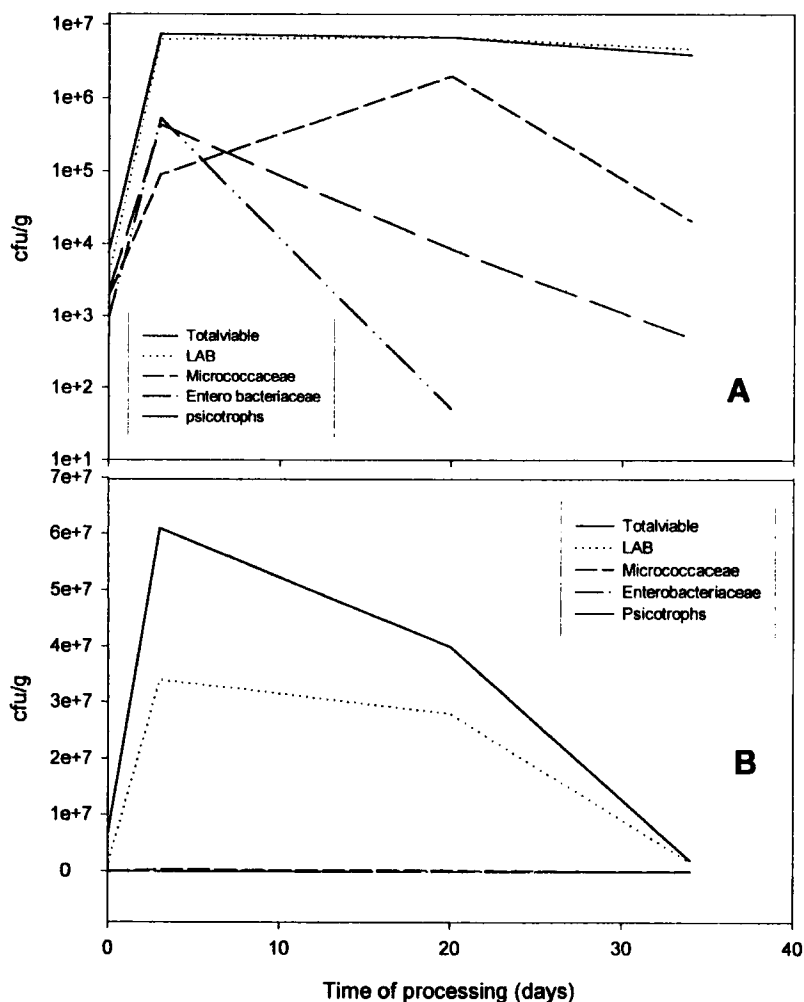 1e+7
1e+6
1e+5
1e+4
1e+3
1e+2
1e+1
cfu/g
Totalviable
LAB
Micrococcaceae
Entero bacteriaceae
psicotrophs
A
7e+7
6e+7
5e+7
4e+7
3e+7
2e+7
1e+7
0
cfu/g
Totalviable
LAB
Micrococcaceae
Enterobacteriaceae
Psicotrophs
B
0 10 20 30 40
Time of processing (days)